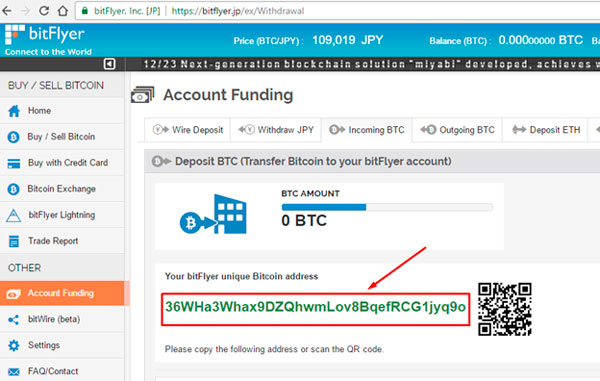 bitFlyer, Inc. [JP] https://bitflyer.jp/ex/Withdrawal
bitFlyer
Connect to the World
Price (BTC/JPY) : 109,019 JPY Balance (BTC) : 0.00000000 BTC Ba
12/23 Next-generation blockchain solution "miyabi" developed, achieves w
BUY / SELL BITCOIN
Home
Buy / Sell Bitcoin
Buy with Credit Card
Bitcoin Exchange
bitFlyer Lightning
Trade Report
OTHER
Account Funding
bitWire (beta)
Settings
FAQ/Contact
Account Funding
Wire Deposit Withdraw JPY Incoming BTC Outgoing BTC Deposit ETH
Deposit BTC (Transfer Bitcoin to your bitFlyer account)
BTC AMOUNT
0 BTC
Your bitFlyer unique Bitcoin address
36WHa3Whax9DZQhwmLov8BqefRCG1jyq9o
Please copy the following address or scan the QR code.